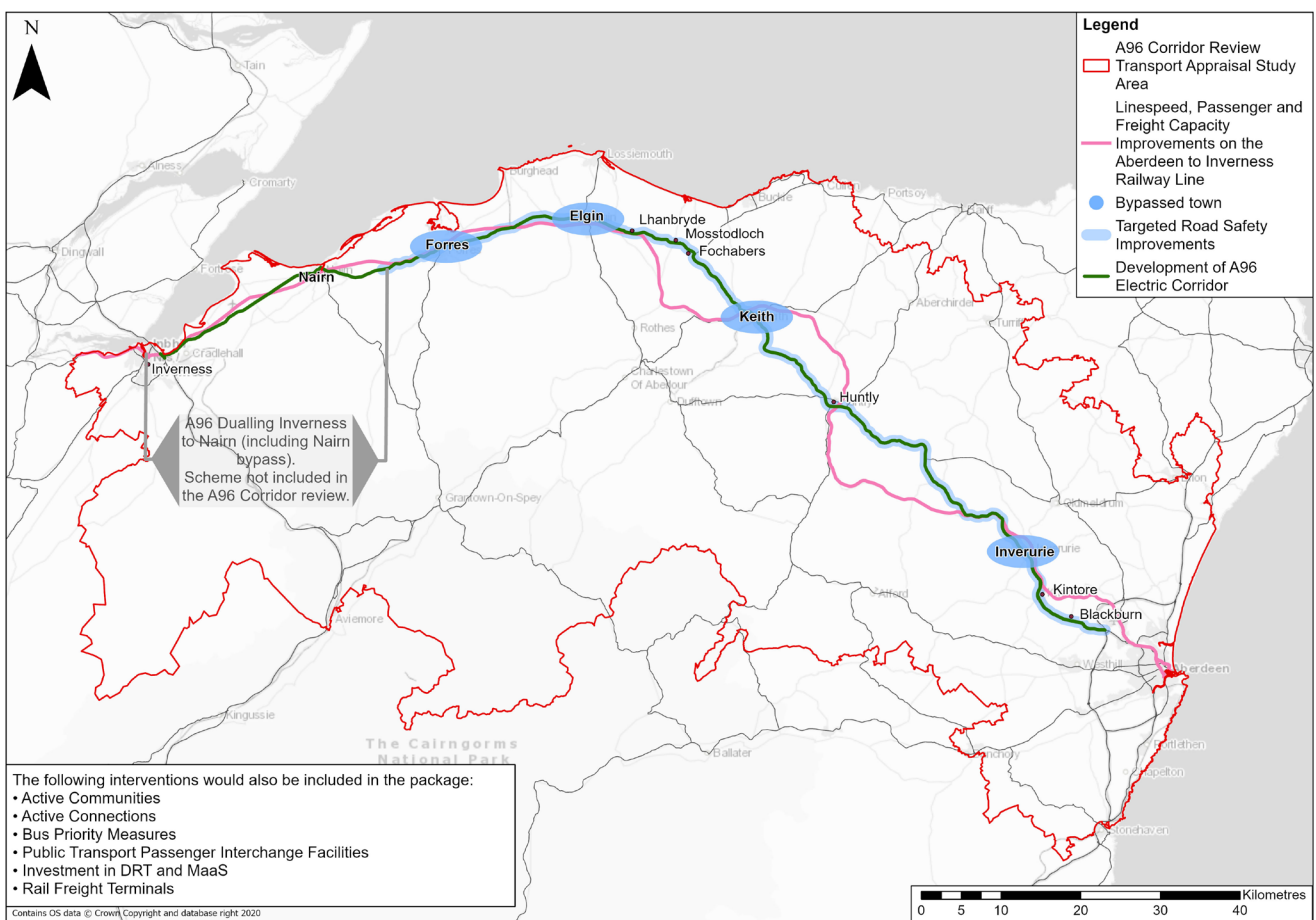 N
Tain
Alness
Cromarty
Dingwall
Lossiemouth
Burghead
Buckie
Cullen
Portsoy
Banff
Elgin
Lhanbryde
Mosstodloch
Fochabers
Forres
Nairn
Fortrose
Keith
Aberchirder
Turriff
Rothes
Cradlehall
Inverness
Charlestown
Of Aberlour
Dufftown
Huntly
A96 Dualling Inverness
to Nairn (including Nairn
bypass).
Scheme not included in
the A96 Corridor review.
Grantown-On-Spey
Ellon
Oldmeldrum
Inverurie
Kintore
Blackburn
Alford
Aviemore
Westhill
Aberdeen
Kingussie
The Cairngorms
National Park
Ballater
Banchory
Portlethen
Chapelton
Stonehaven
Legend
A96 Corridor Review
Transport Appraisal Study
Area
Linespeed, Passenger and
Freight Capacity
Improvements on the
Aberdeen to Inverness
Railway Line
Bypassed town
Targeted Road Safety
Improvements
Development of A96
Electric Corridor
The following interventions would also be included in the package:
• Active Communities
• Active Connections
• Bus Priority Measures
• Public Transport Passenger Interchange Facilities
• Investment in DRT and MaaS
• Rail Freight Terminals
Contains OS data © Crown Copyright and database right 2020
Kilometres
0 5 10 20 30 40